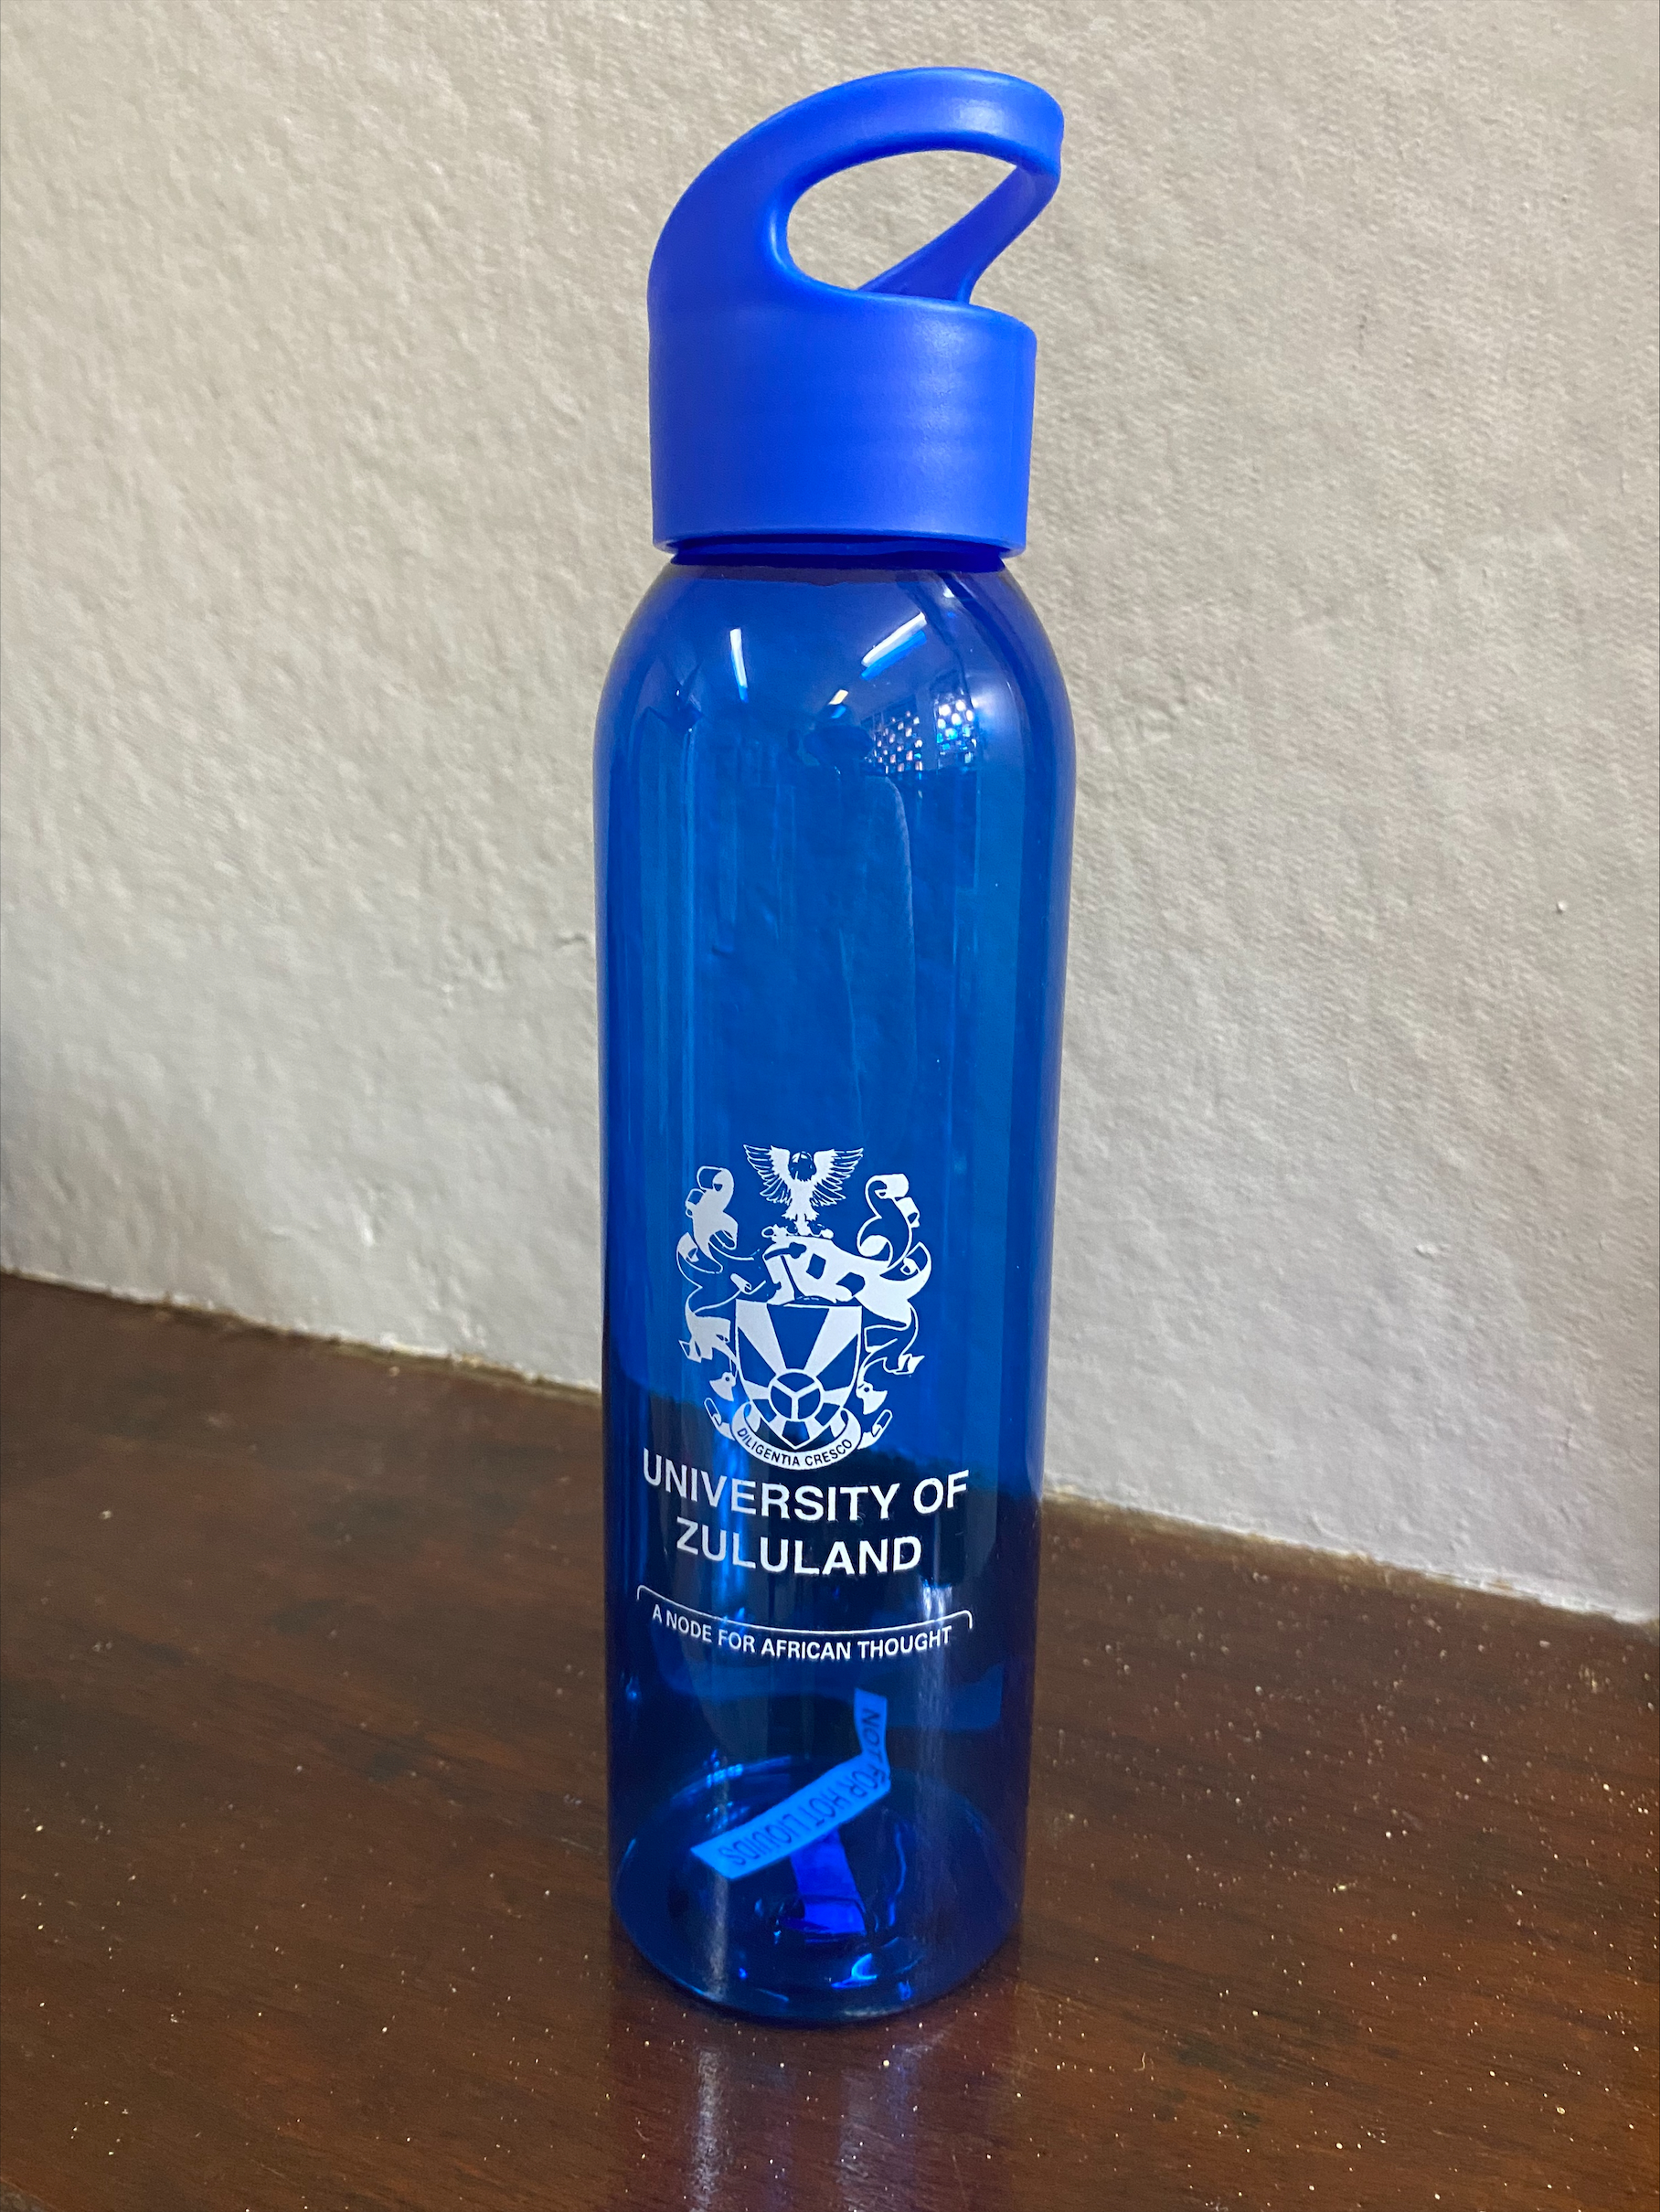 DILIGENTIA CRESCO
UNIVERSITY OF
ZULULAND
A NODE FOR AFRICAN THOUGHT
NOT FOR HOT LIQUIDS